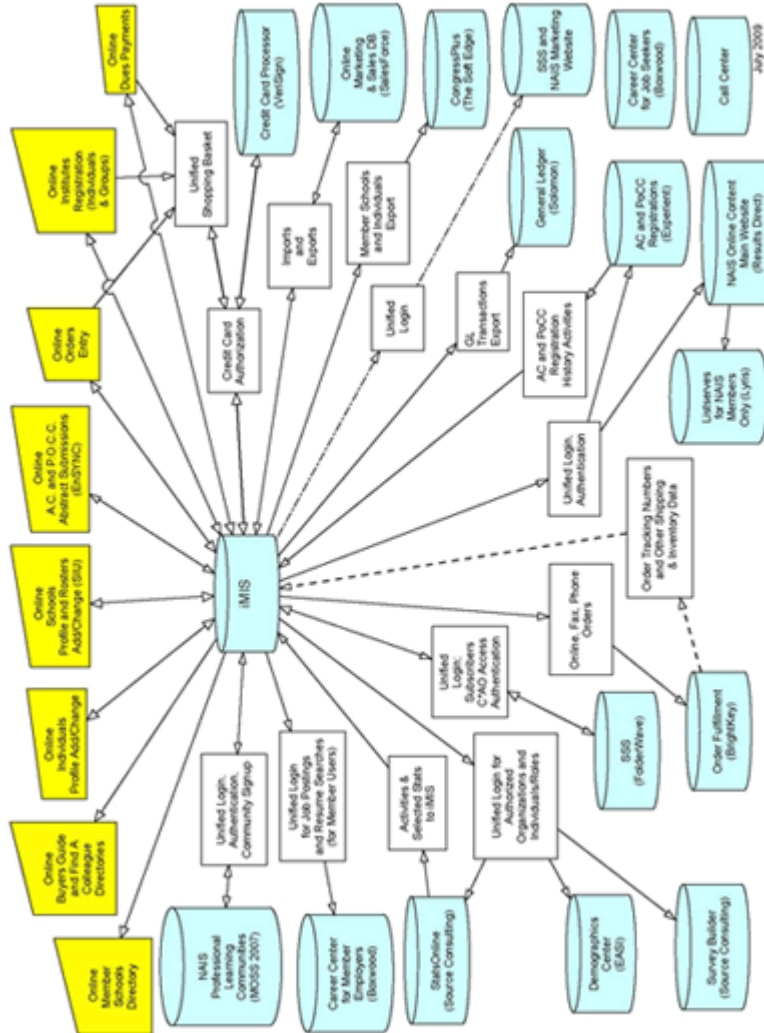 Online
Member
Schools
Directory
Online
Buyers Guide
and Find A
Colleague
Directories
Online
Individuals
Profile Add/Change
Online
Schools
Profile and Rosters
Add/Change (SIU)
Online
A.C. and P.O.C.C.
Abstract Submissions
(EnSYNC)
Online
Orders
Entry
Online
Institutes
Registration
(Individuals
& Groups)
Online
Dues Payments
NAIS
Professional
Learning
Communities
(MOSS 2007)
Unified Login,
Authentication,
Community Signup
iMIS
Credit Card
Authorization
Unified
Shopping Basket
Credit Card Processor
(VeriSign)
Career Center
for Member
Employers
(Boxwood)
Unified Login
for Job Postings
and Resume Searches
(for Member Users)
Imports
and
Exports
Online
Marketing
& Sales DB
(SalesForce)
StatsOnline
(Source Consulting)
Activities &
Selected Stats
to iMIS
Member Schools
and Individuals
Export
CongressPlus
(The Soft Edge)
Unified Login for
Authorized
Organizations and
Individuals/Roles
Unified
Login;
Subscribers
C*AO Access
Authentication
Unified
Login
SSS and
NAIS Marketing
Website
Demographics
Center
(EASI)
SSS
(FolderWave)
Online, Fax, Phone
Orders
GL
Transactions
Export
General Ledger
(Solomon)
Career Center
for Job Seekers
(Boxwood)
Survey Builder
(Source Consulting)
Order Fulfillment
(BrightKey)
Order Tracking Numbers
and Other Shipping
& Inventory Data
Unified Login,
Authentication
AC and PoCC
Registration
History Activities
AC and PoCC
Registrations
(Experient)
Call Center
Listserves
for NAIS
Members
Only (Lyris)
NAIS Online Content
Main Website
(Results Direct)
July 2009